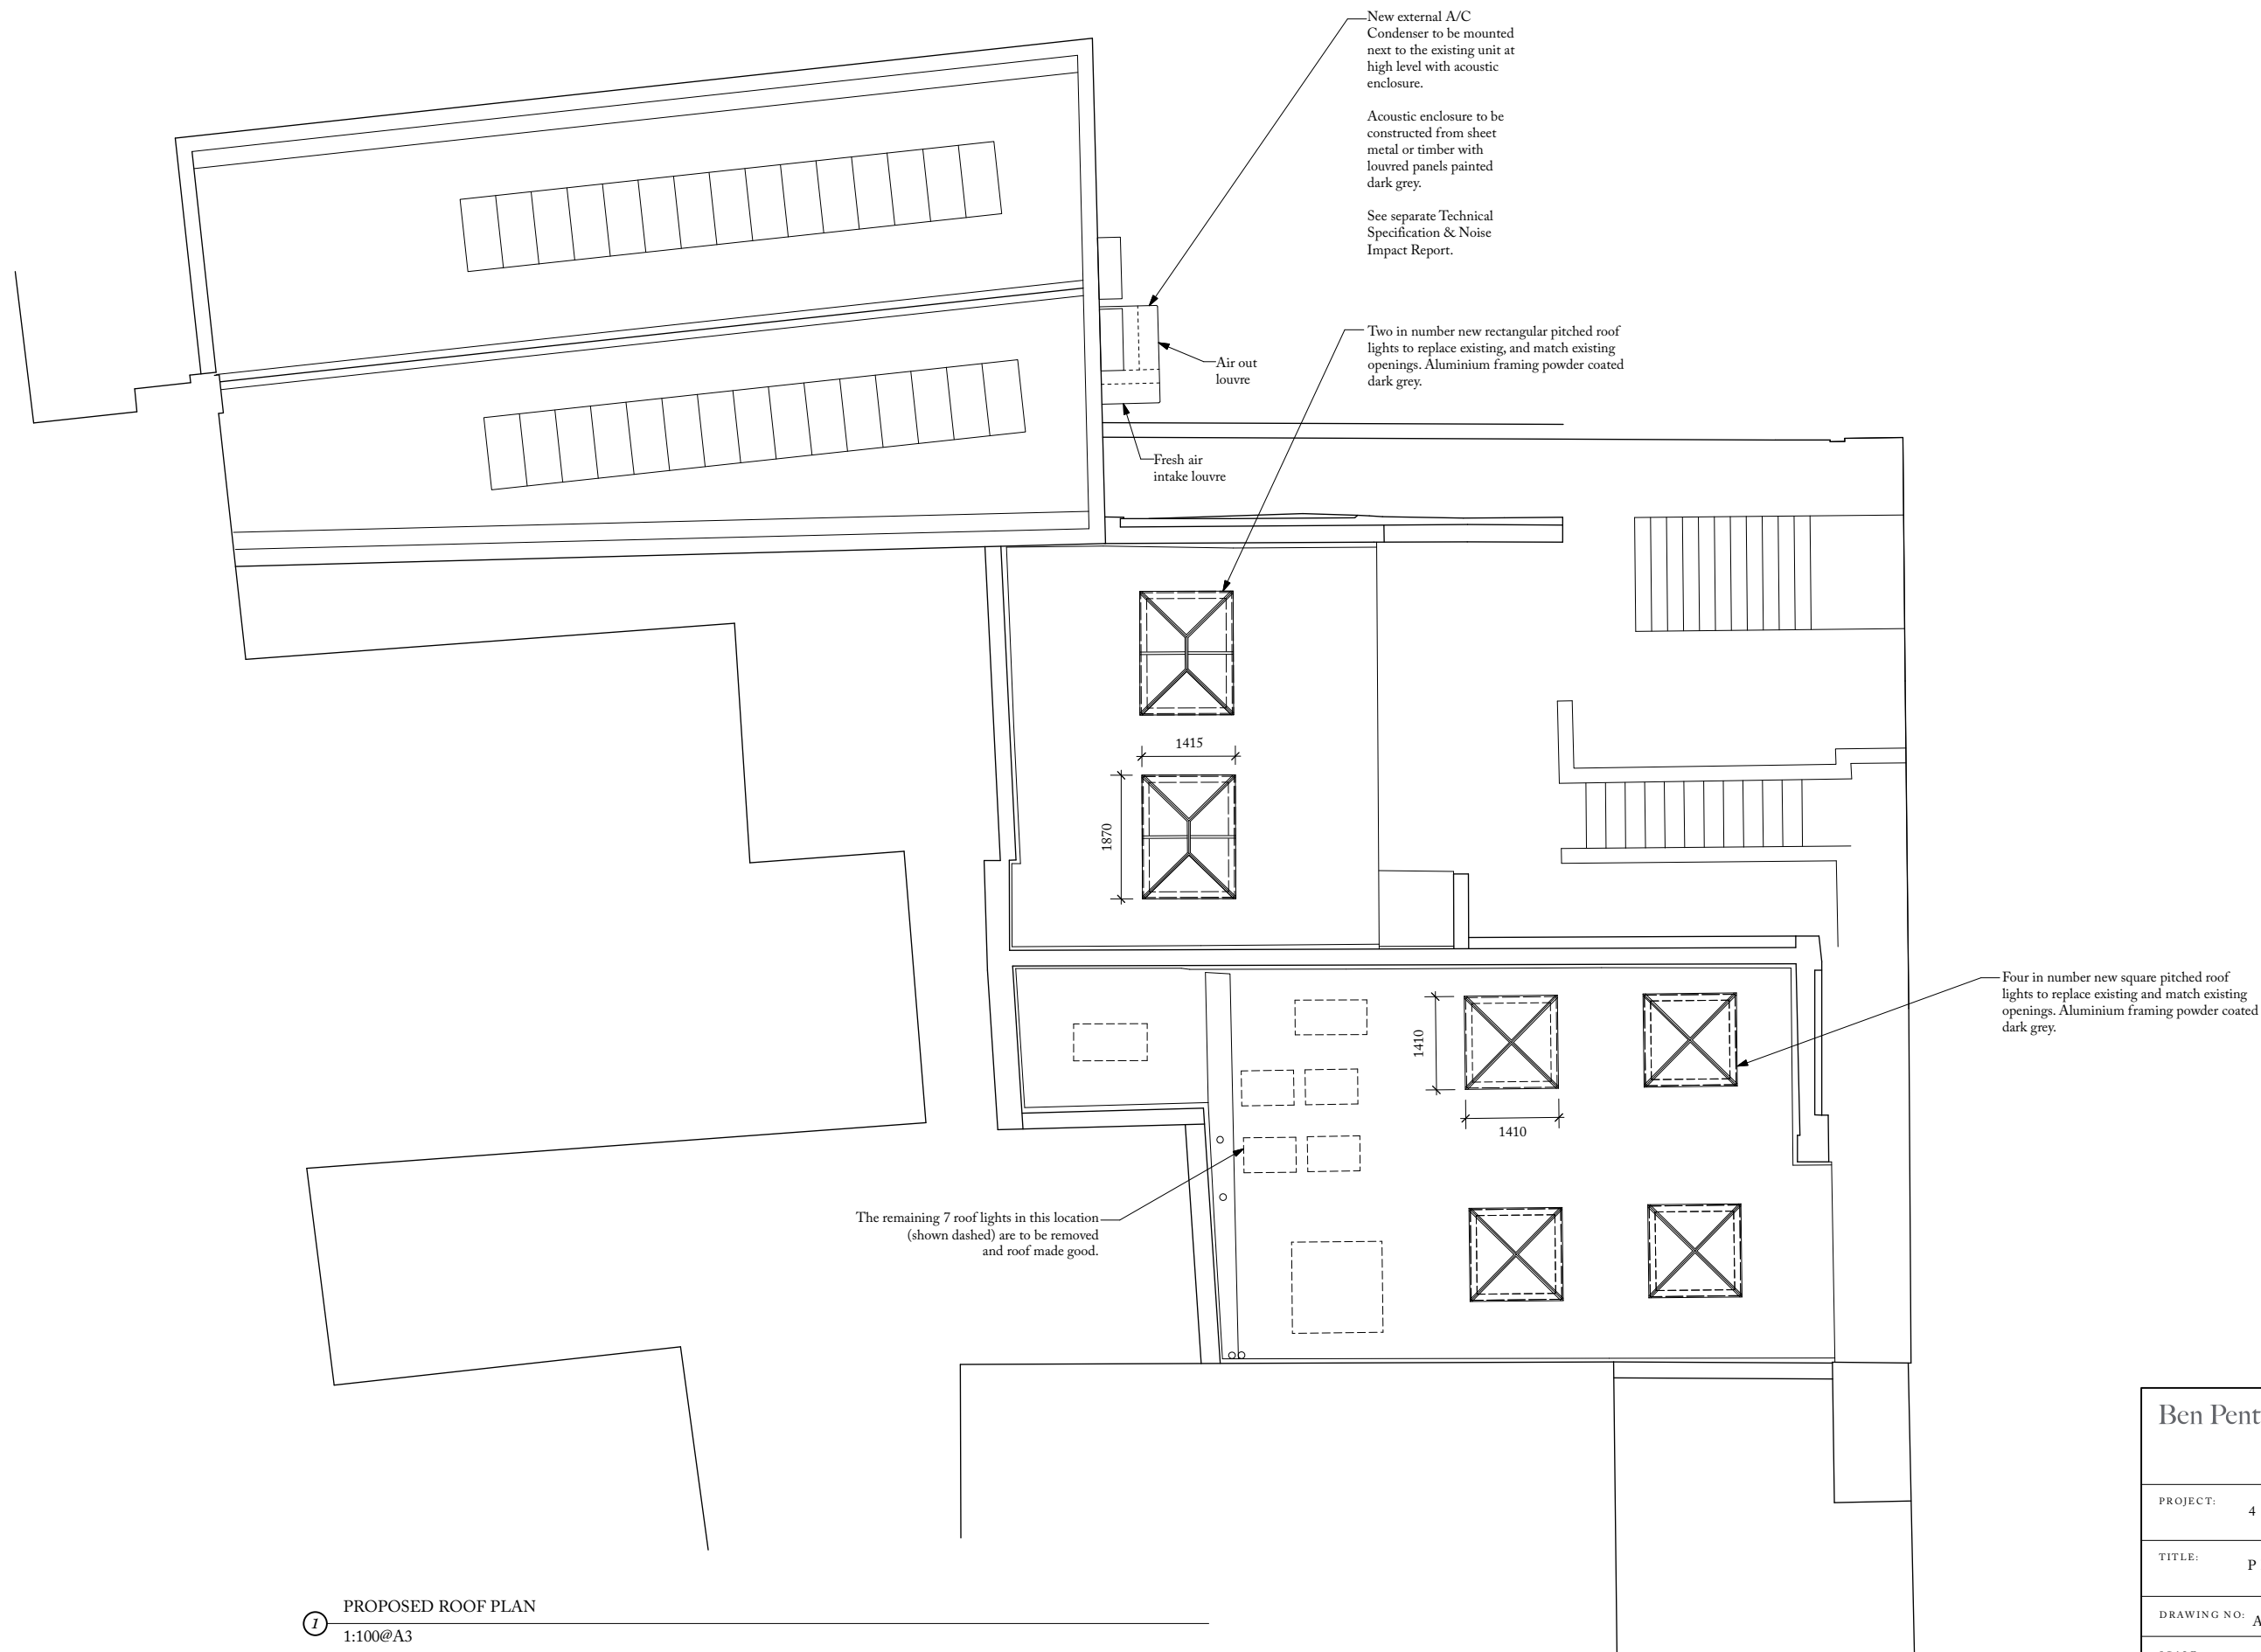 New external A/C
Condenser to be mounted
next to the existing unit at
high level with acoustic
enclosure.
Acoustic enclosure to be
constructed from sheet
metal or timber with
louvred panels painted
dark grey.
See separate Technical
Specification & Noise
Impact Report.
Two in number new rectangular pitched roof
lights to replace existing, and match existing
openings. Aluminium framing powder coated
dark grey.
Air out
louvre
Fresh air
intake louvre
1415
1870
Four in number new square pitched roof
lights to replace existing and match existing
openings. Aluminium framing powder coated
dark grey.
1410
1410
The remaining 7 roof lights in this location
(shown dashed) are to be removed
and roof made good.
Ben Pent
PROJECT: 4
TITLE: P
DRAWING NO: A
1 PROPOSED ROOF PLAN
1:100@A3